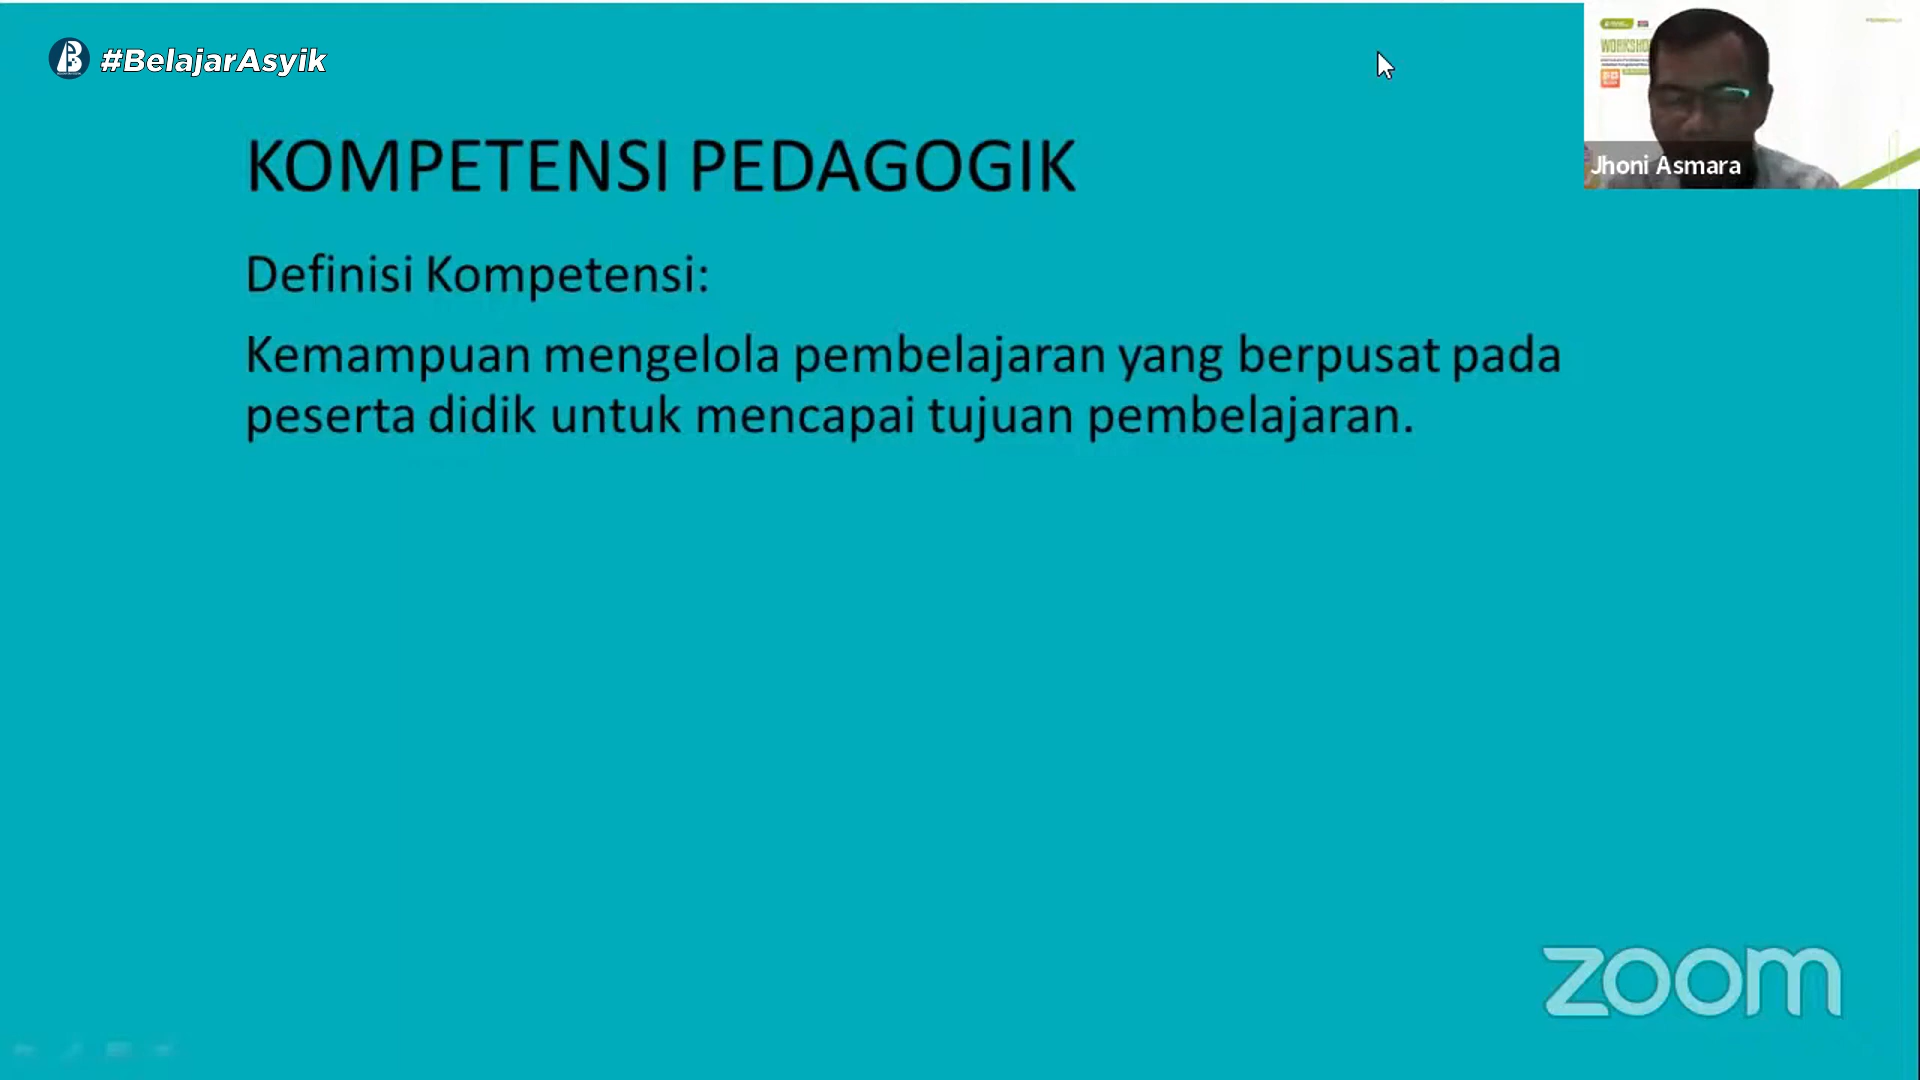 #BelajarAsyik
WORKSHO
Jhoni Asmara
KOMPETENSI PEDAGOGIK
Definisi Kompetensi:
Kemampuan mengelola pembelajaran yang berpusat pada
peserta didik untuk mencapai tujuan pembelajaran.
zoom